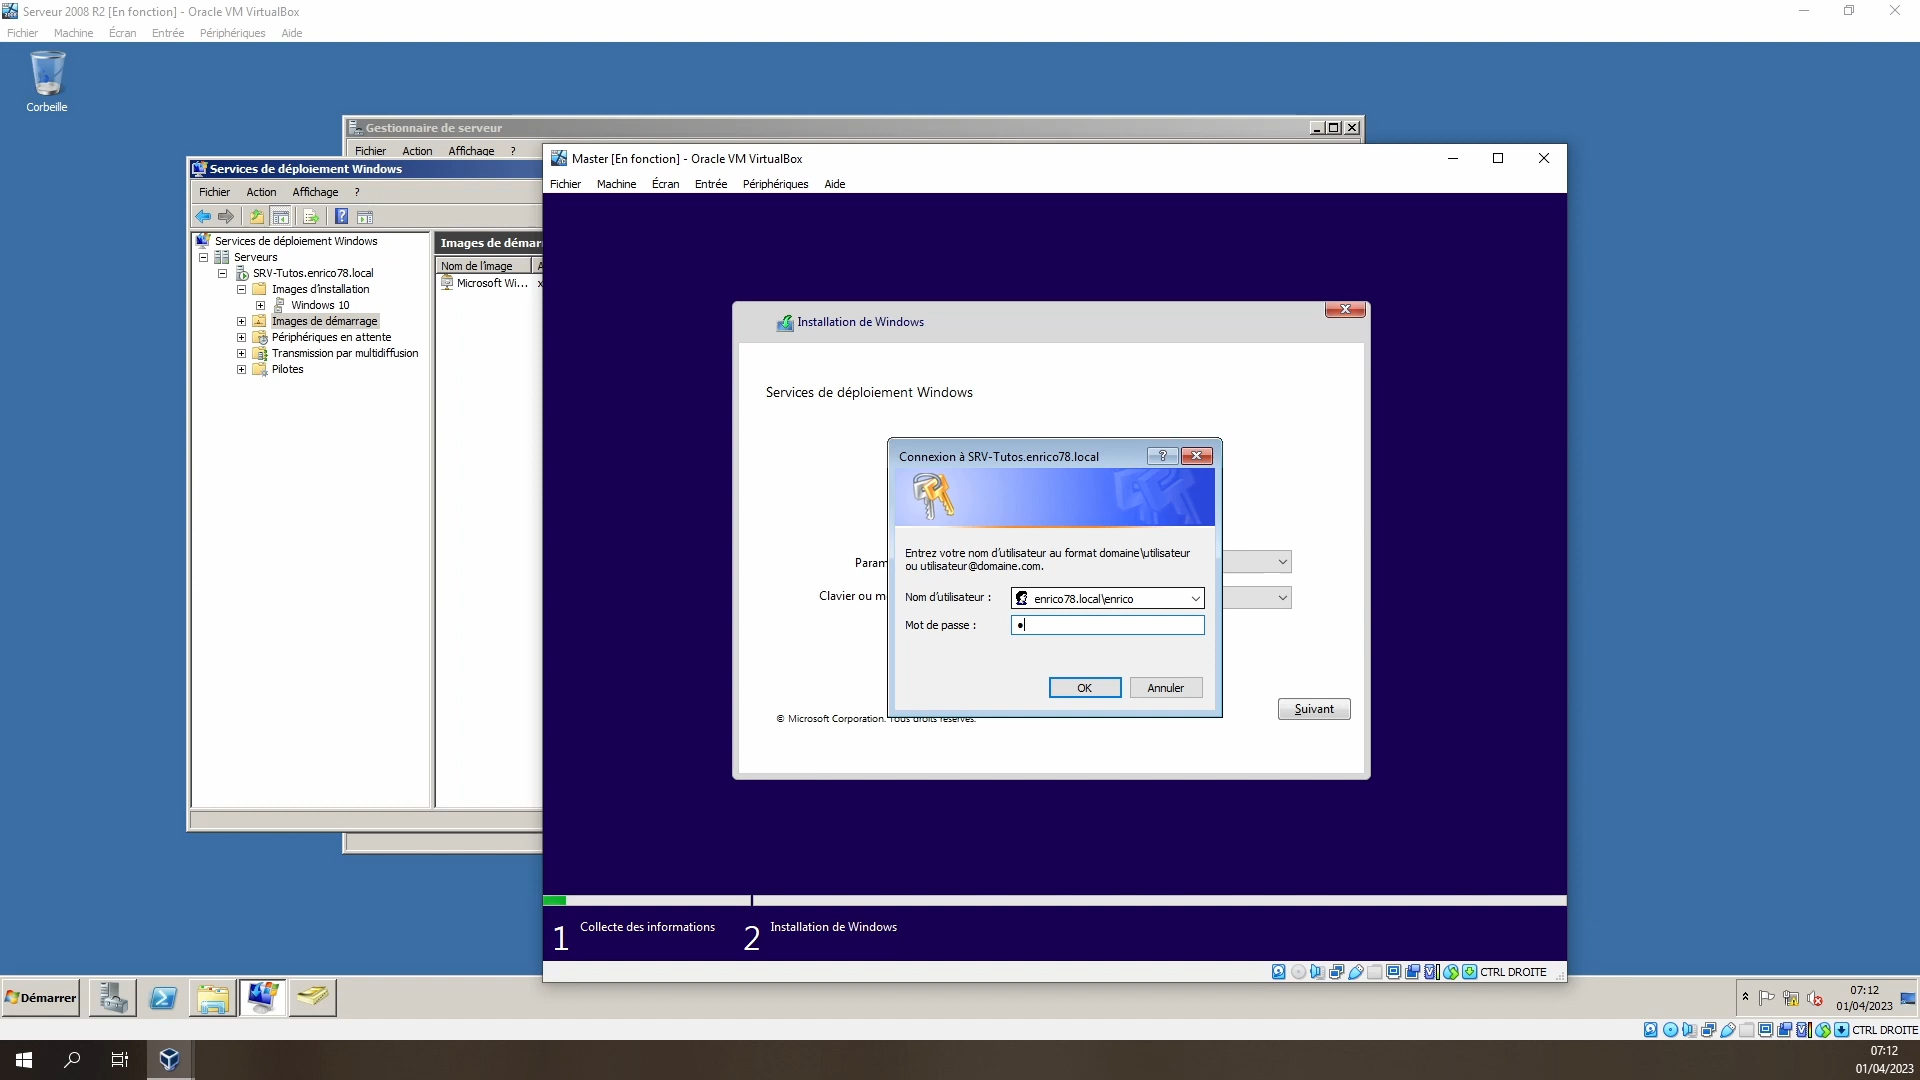 Serveur 2008 R2 [En fonction] - Oracle VM VirtualBox
Fichier Machine Écran Entrée Périphériques Aide
Corbeille
Gestionnaire de serveur
Fichier Action Affichage ?
Services de déploiement Windows
Fichier Action Affichage ?
Services de déploiement Windows
Serveurs
SRV-Tutos.enrico78.local
Images d'installation
Windows 10
Images de démarrage
Périphériques en attente
Transmission par multidiffusion
Pilotes
Images de démar
Nom de l'image A
Microsoft Wi... x
Master [En fonction] - Oracle VM VirtualBox
Fichier Machine Écran Entrée Périphériques Aide
Installation de Windows
Services de déploiement Windows
Param
Clavier ou m
Connexion à SRV-Tutos.enrico78.local
Entrez votre nom d'utilisateur au format domaine\utilisateur
ou utilisateur@domaine.com.
Nom d'utilisateur : enrico78.local\enrico
Mot de passe : ●
OK Annuler
Suivant
© Microsoft Corporation. Tous droits réservés.
1 Collecte des informations 2 Installation de Windows
CTRL DROITE
Démarrer
07:12
01/04/2023
CTRL DROITE
07:12
01/04/2023